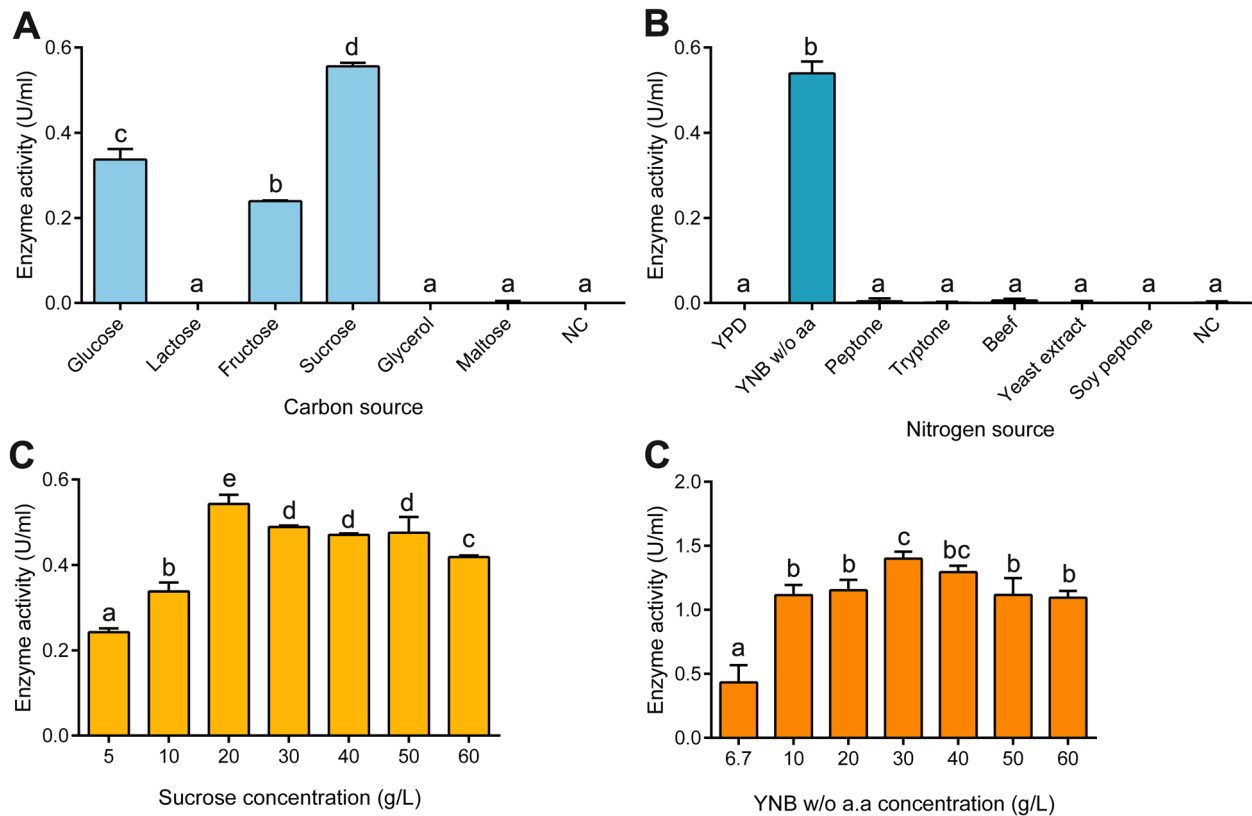 A
Enzyme activity (U/ml)
0.6
0.4
0.2
0.0
c
a
b
d
a
a
a
Glucose
Lactose
Fructose
Sucrose
Glycerol
Maltose
NC
Carbon source
B
Enzyme activity (U/ml)
0.6
0.4
0.2
0.0
a
b
a
a
a
a
a
a
YPD
YNB w/o aa
Peptone
Tryptone
Beef
Yeast extract
Soy peptone
NC
Nitrogen source
C
Enzyme activity (U/ml)
0.6
0.4
0.2
0.0
a
b
e
d
d
d
c
5 10 20 30 40 50 60
Sucrose concentration (g/L)
C
Enzyme activity (U/ml)
2.0
1.5
1.0
0.5
0.0
a
b
b
c
bc
b
b
6.7 10 20 30 40 50 60
YNB w/o a.a concentration (g/L)